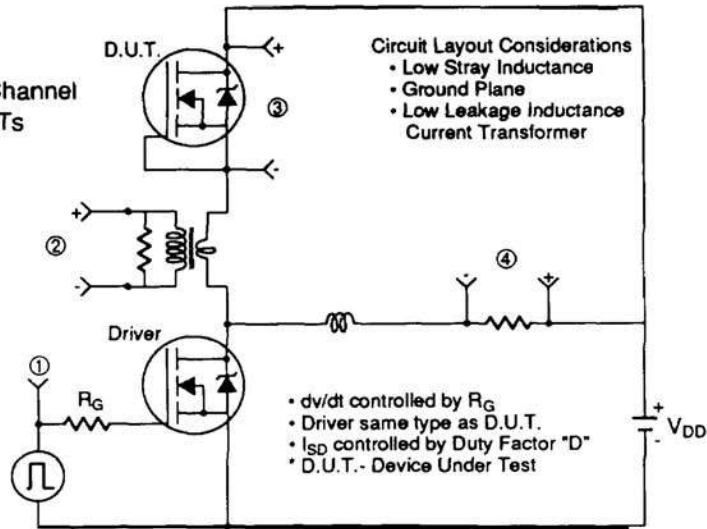 D.U.T.
+
Circuit Layout Considerations
• Low Stray Inductance
• Ground Plane
• Low Leakage Inductance
Current Transformer
Channel
Ts
③
-
+
②
-
④
-
+
Driver
①
RG
• dv/dt controlled by RG
• Driver same type as D.U.T.
• ISD controlled by Duty Factor "D"
* D.U.T.- Device Under Test
+
VDD
-